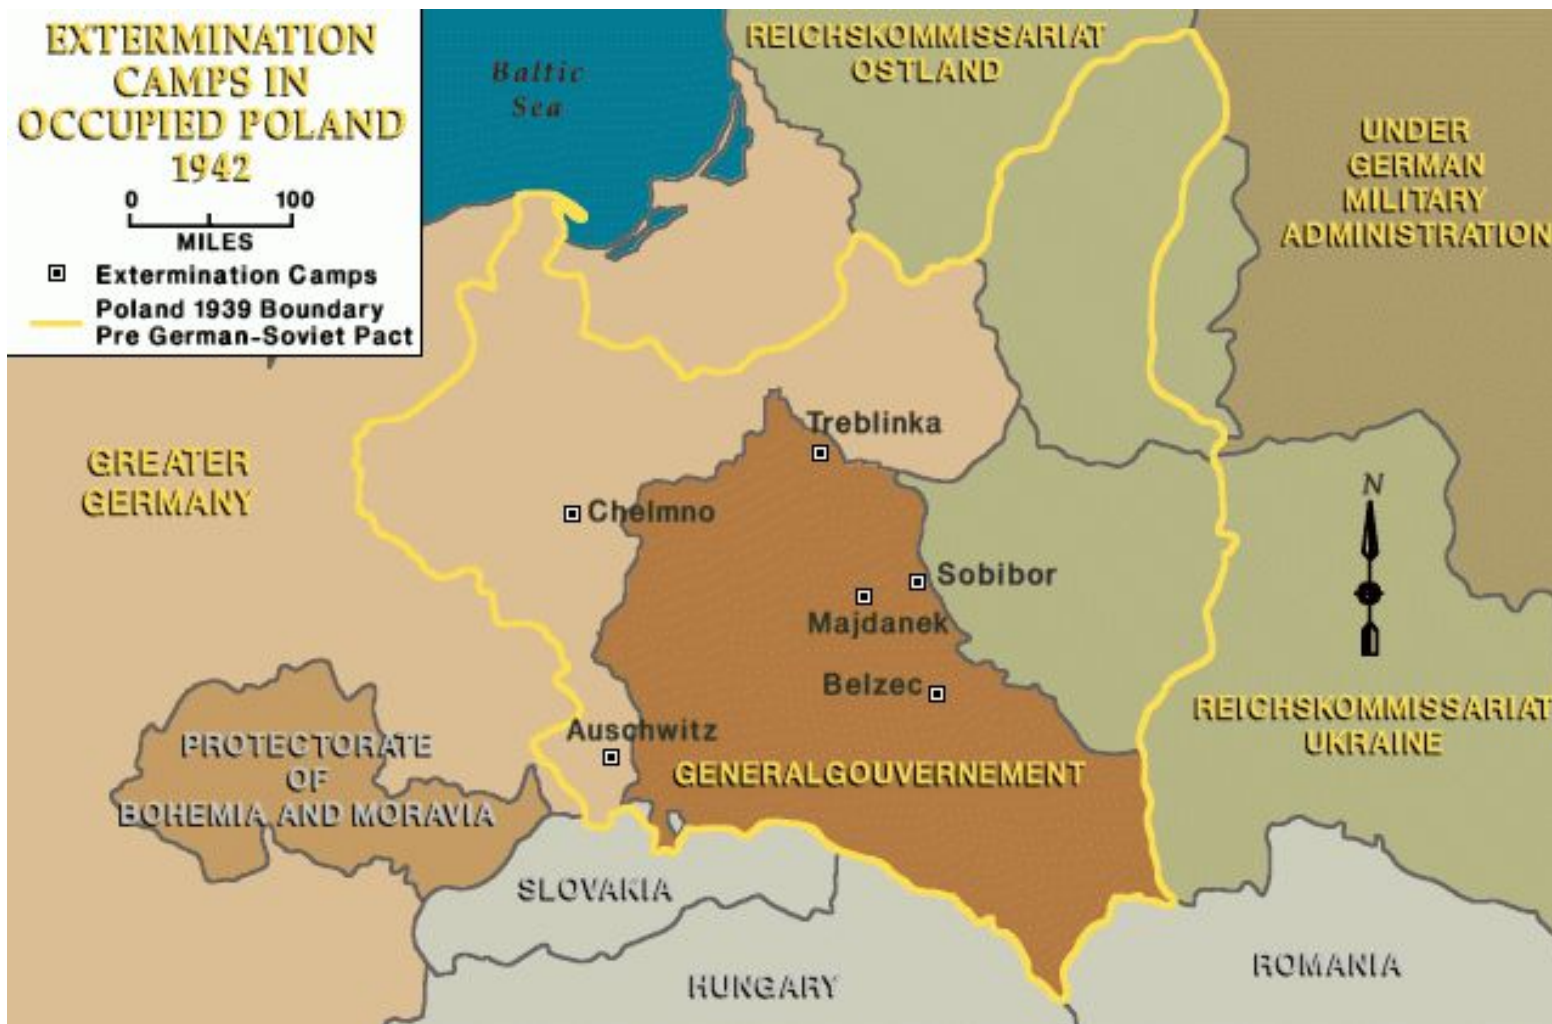 EXTERMINATION
CAMPS IN
OCCUPIED POLAND
1942
0 100
MILES
Extermination Camps
Poland 1939 Boundary
Pre German-Soviet Pact
Baltic
Sea
REICHSKOMMISSARIAT
OSTLAND
UNDER
GERMAN
MILITARY
ADMINISTRATION
GREATER
GERMANY
Treblinka
Chelmno
N
Sobibor
Majdanek
Belzec
Auschwitz
REICHSKOMMISSARIAT
UKRAINE
PROTECTORATE
OF
BOHEMIA AND MORAVIA
GENERALGOUVERNEMENT
SLOVAKIA
HUNGARY
ROMANIA